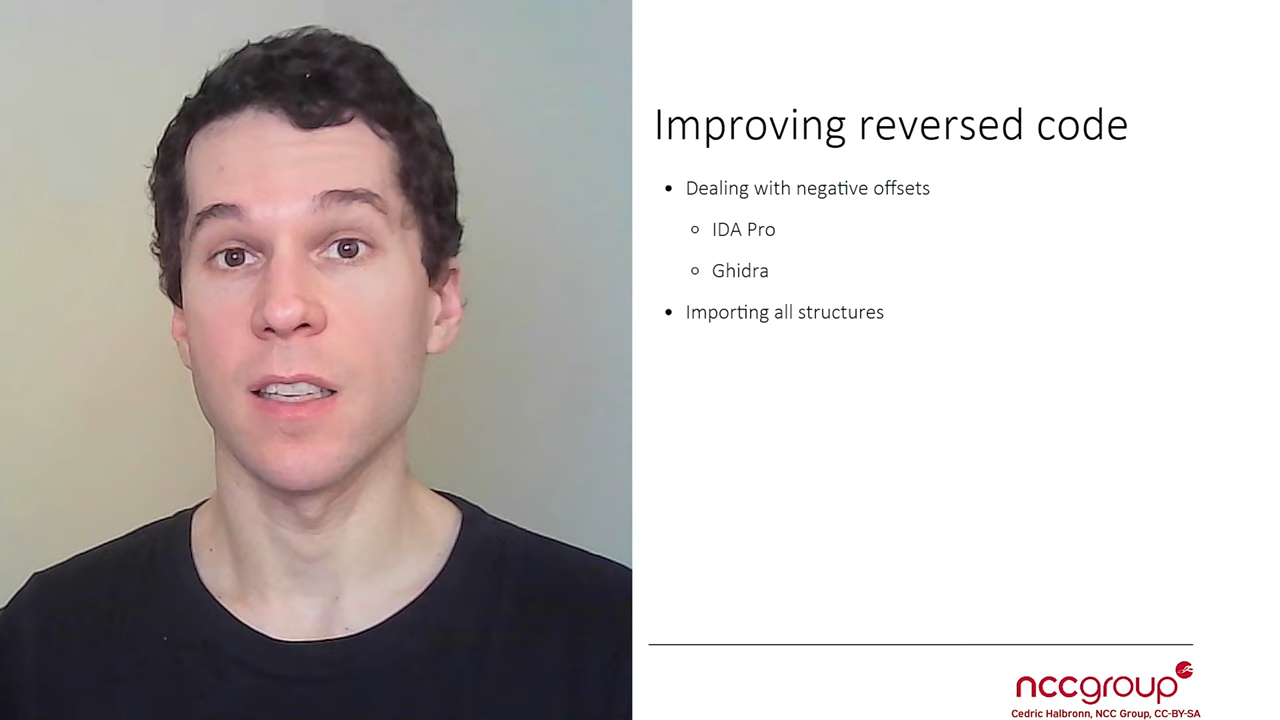 Improving reversed code
• Dealing with negative offsets
○ IDA Pro
○ Ghidra
• Importing all structures
nccgroup
Cedric Halbronn, NCC Group, CC-BY-SA